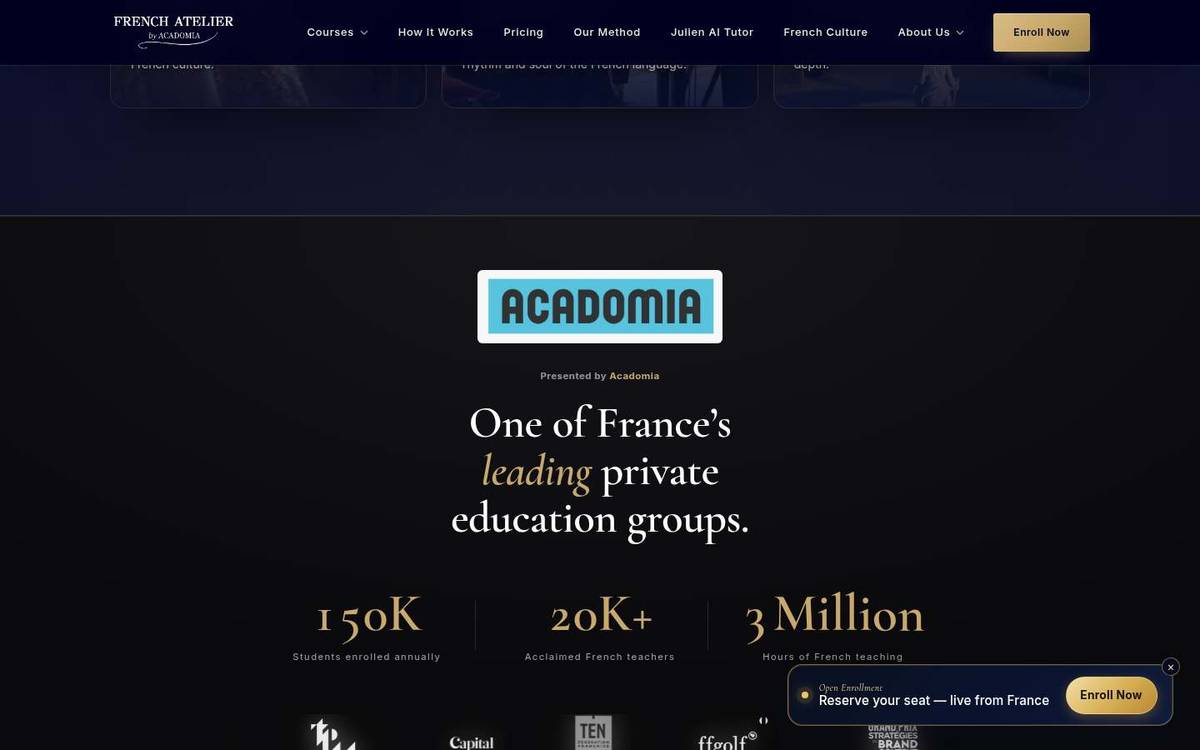 FRENCH ATELIER
by ACADOMIA
Courses
How It Works
Pricing
Our Method
Julien AI Tutor
French Culture
About Us
Enroll Now
French culture.
rhythm and soul of the French language.
depth.
ACADOMIA
Presented by Acadomia
One of France’s
leading private
education groups.
150K
20K+
3 Million
Students enrolled annually
Acclaimed French teachers
Hours of French teaching
Open Enrollment
Reserve your seat — live from France
Enroll Now
Capital
TEN
ffgolf
GRAND PRIX
STRATÉGIES
BRAND